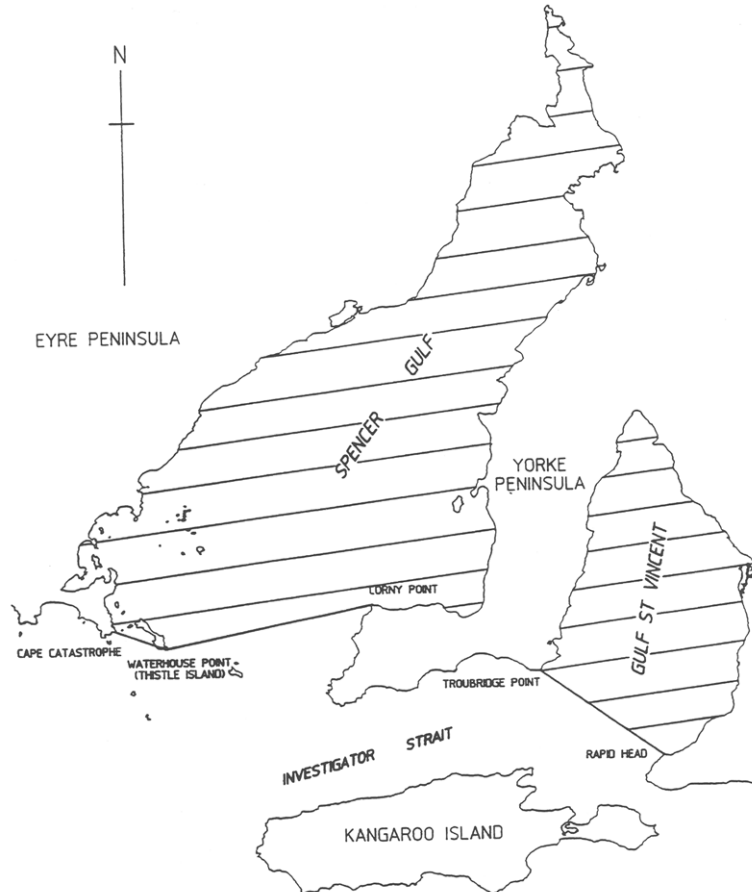 N
EYRE PENINSULA
SPENCER GULF
YORKE
PENINSULA
GULF ST VINCENT
CORNY POINT
CAPE CATASTROPHE
WATERHOUSE POINT
(THISTLE ISLAND)
TROUBRIDGE POINT
RAPID HEAD
INVESTIGATOR STRAIT
KANGAROO ISLAND